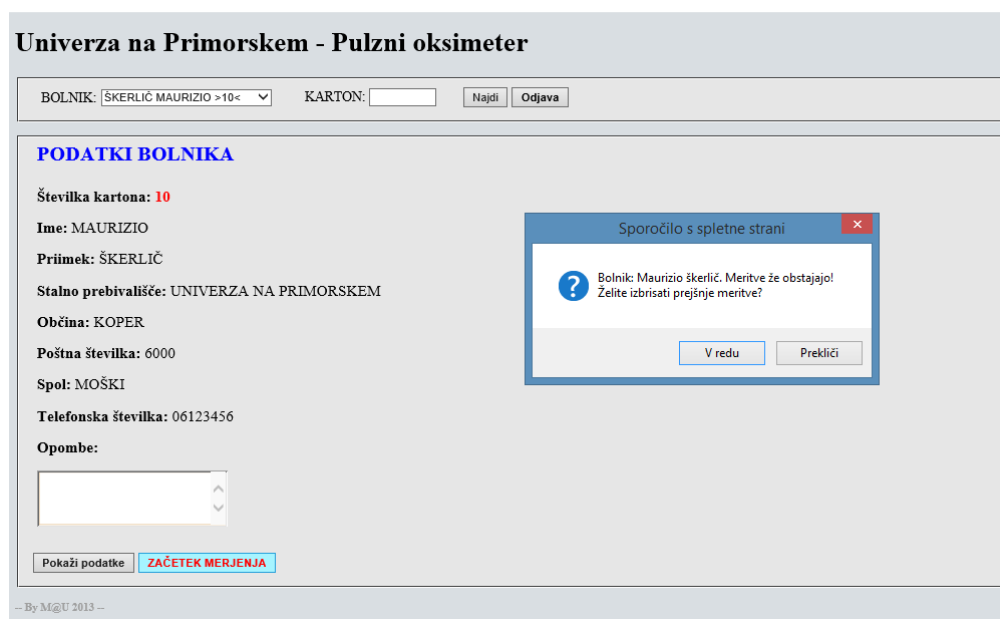 Univerza na Primorskem - Pulzni oksimeter
BOLNIK: ŠKERLIČ MAURIZIO >10< KARTON: Najdi Odjava
PODATKI BOLNIKA
Številka kartona: 10
Ime: MAURIZIO
Priimek: ŠKERLIČ
Stalno prebivališče: UNIVERZA NA PRIMORSKEM
Občina: KOPER
Poštna številka: 6000
Spol: MOŠKI
Telefonska številka: 06123456
Opombe:
Pokaži podatke ZAČETEK MERJENJA
Sporočilo s spletne strani
Bolnik: Maurizio škerlič. Meritve že obstajajo!
Želite izbrisati prejšnje meritve?
V redu Prekliči
-- By M@U 2013 --